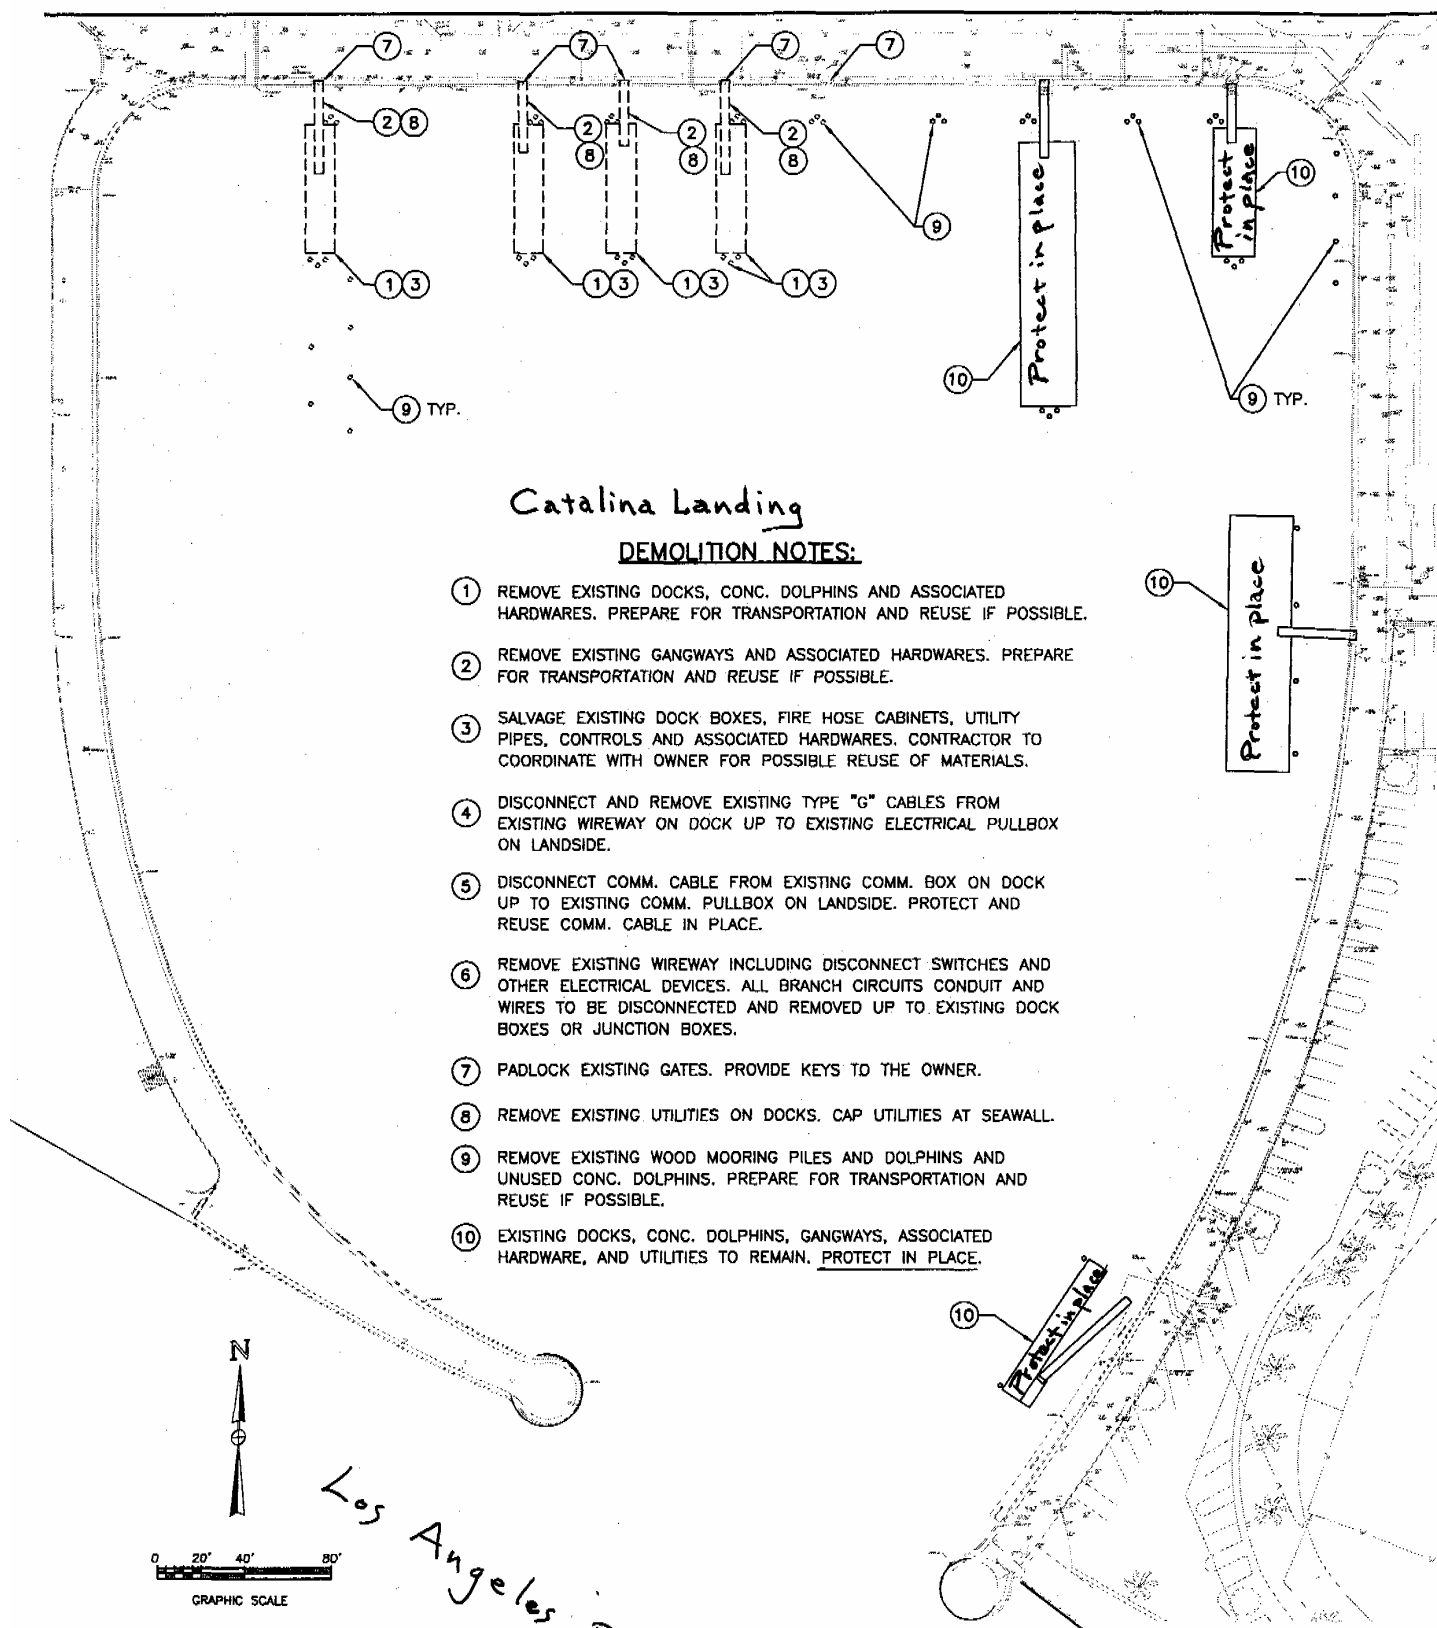 7 7 7 7
2 8
2
8
2
8
2
8
Protect in place
Protect
in place
10
9
1 3 1 3 1 3 1 3
10
9 TYP.
9 TYP.
Catalina Landing
DEMOLITION NOTES:
1 REMOVE EXISTING DOCKS, CONC. DOLPHINS AND ASSOCIATED
HARDWARES. PREPARE FOR TRANSPORTATION AND REUSE IF POSSIBLE.
2 REMOVE EXISTING GANGWAYS AND ASSOCIATED HARDWARES. PREPARE
FOR TRANSPORTATION AND REUSE IF POSSIBLE.
3 SALVAGE EXISTING DOCK BOXES, FIRE HOSE CABINETS, UTILITY
PIPES, CONTROLS AND ASSOCIATED HARDWARES. CONTRACTOR TO
COORDINATE WITH OWNER FOR POSSIBLE REUSE OF MATERIALS.
4 DISCONNECT AND REMOVE EXISTING TYPE "G" CABLES FROM
EXISTING WIREWAY ON DOCK UP TO EXISTING ELECTRICAL PULLBOX
ON LANDSIDE.
5 DISCONNECT COMM. CABLE FROM EXISTING COMM. BOX ON DOCK
UP TO EXISTING COMM. PULLBOX ON LANDSIDE. PROTECT AND
REUSE COMM. CABLE IN PLACE.
6 REMOVE EXISTING WIREWAY INCLUDING DISCONNECT SWITCHES AND
OTHER ELECTRICAL DEVICES. ALL BRANCH CIRCUITS CONDUIT AND
WIRES TO BE DISCONNECTED AND REMOVED UP TO EXISTING DOCK
BOXES OR JUNCTION BOXES.
7 PADLOCK EXISTING GATES. PROVIDE KEYS TO THE OWNER.
8 REMOVE EXISTING UTILITIES ON DOCKS. CAP UTILITIES AT SEAWALL.
9 REMOVE EXISTING WOOD MOORING PILES AND DOLPHINS AND
UNUSED CONC. DOLPHINS. PREPARE FOR TRANSPORTATION AND
REUSE IF POSSIBLE.
10 EXISTING DOCKS, CONC. DOLPHINS, GANGWAYS, ASSOCIATED
HARDWARE, AND UTILITIES TO REMAIN. PROTECT IN PLACE.
10
Protect in place
10
Protect in place
N
0 20' 40' 80'
GRAPHIC SCALE
Los Angeles